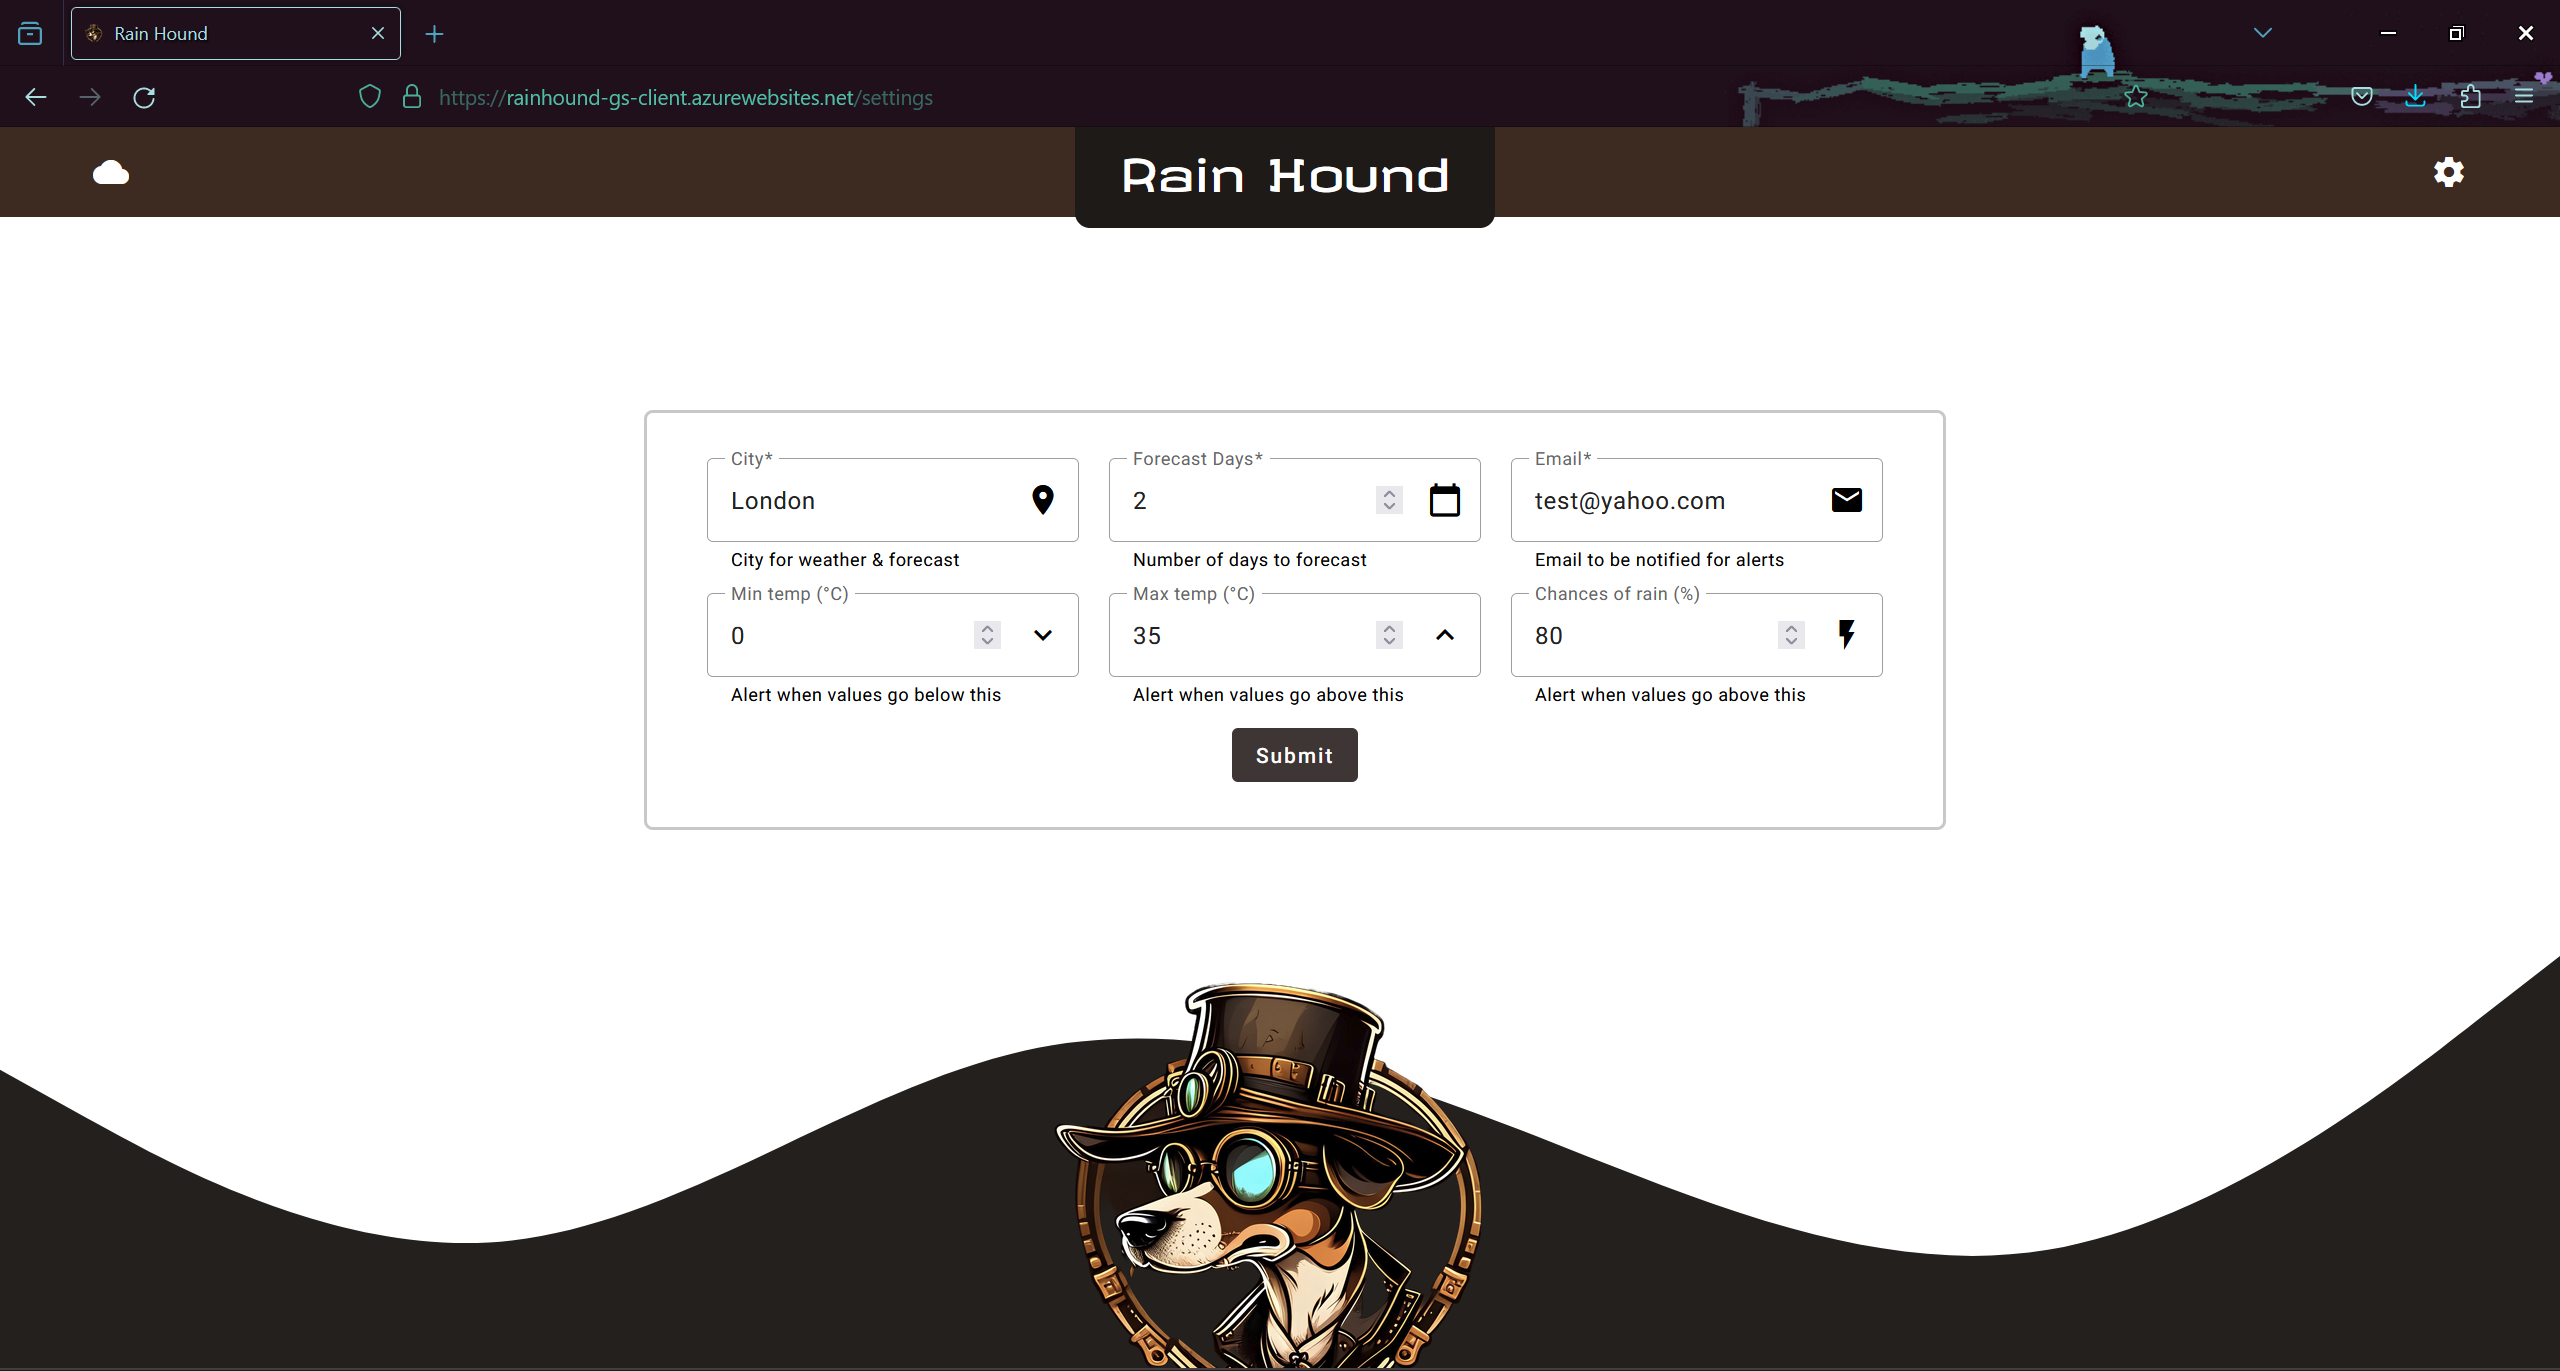 Rain Hound
https://rainhound-gs-client.azurewebsites.net/settings
Rain Hound
City* Forecast Days* Email*
London 2 test@yahoo.com
City for weather & forecast Number of days to forecast Email to be notified for alerts
Min temp (°C) Max temp (°C) Chances of rain (%)
0 35 80
Alert when values go below this Alert when values go above this Alert when values go above this
Submit